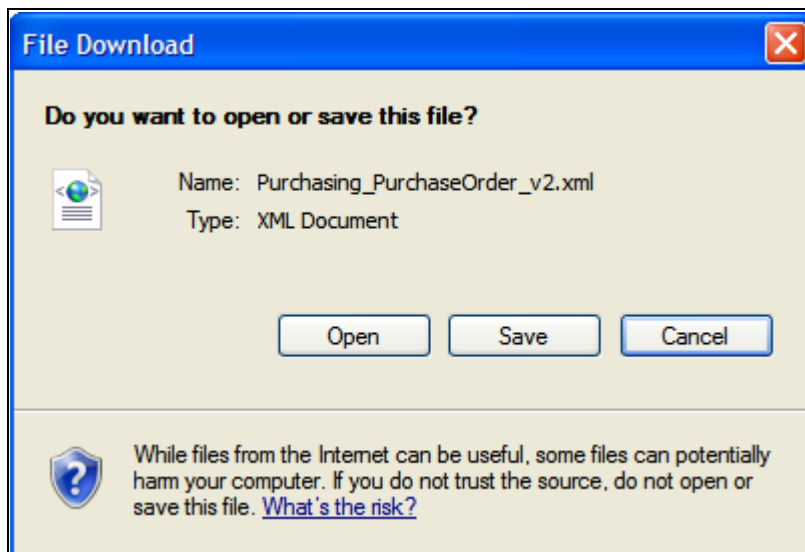 File Download
Do you want to open or save this file?
Name: Purchasing_PurchaseOrder_v2.xml
Type: XML Document
Open Save Cancel
While files from the Internet can be useful, some files can potentially
harm your computer. If you do not trust the source, do not open or
save this file. What's the risk?